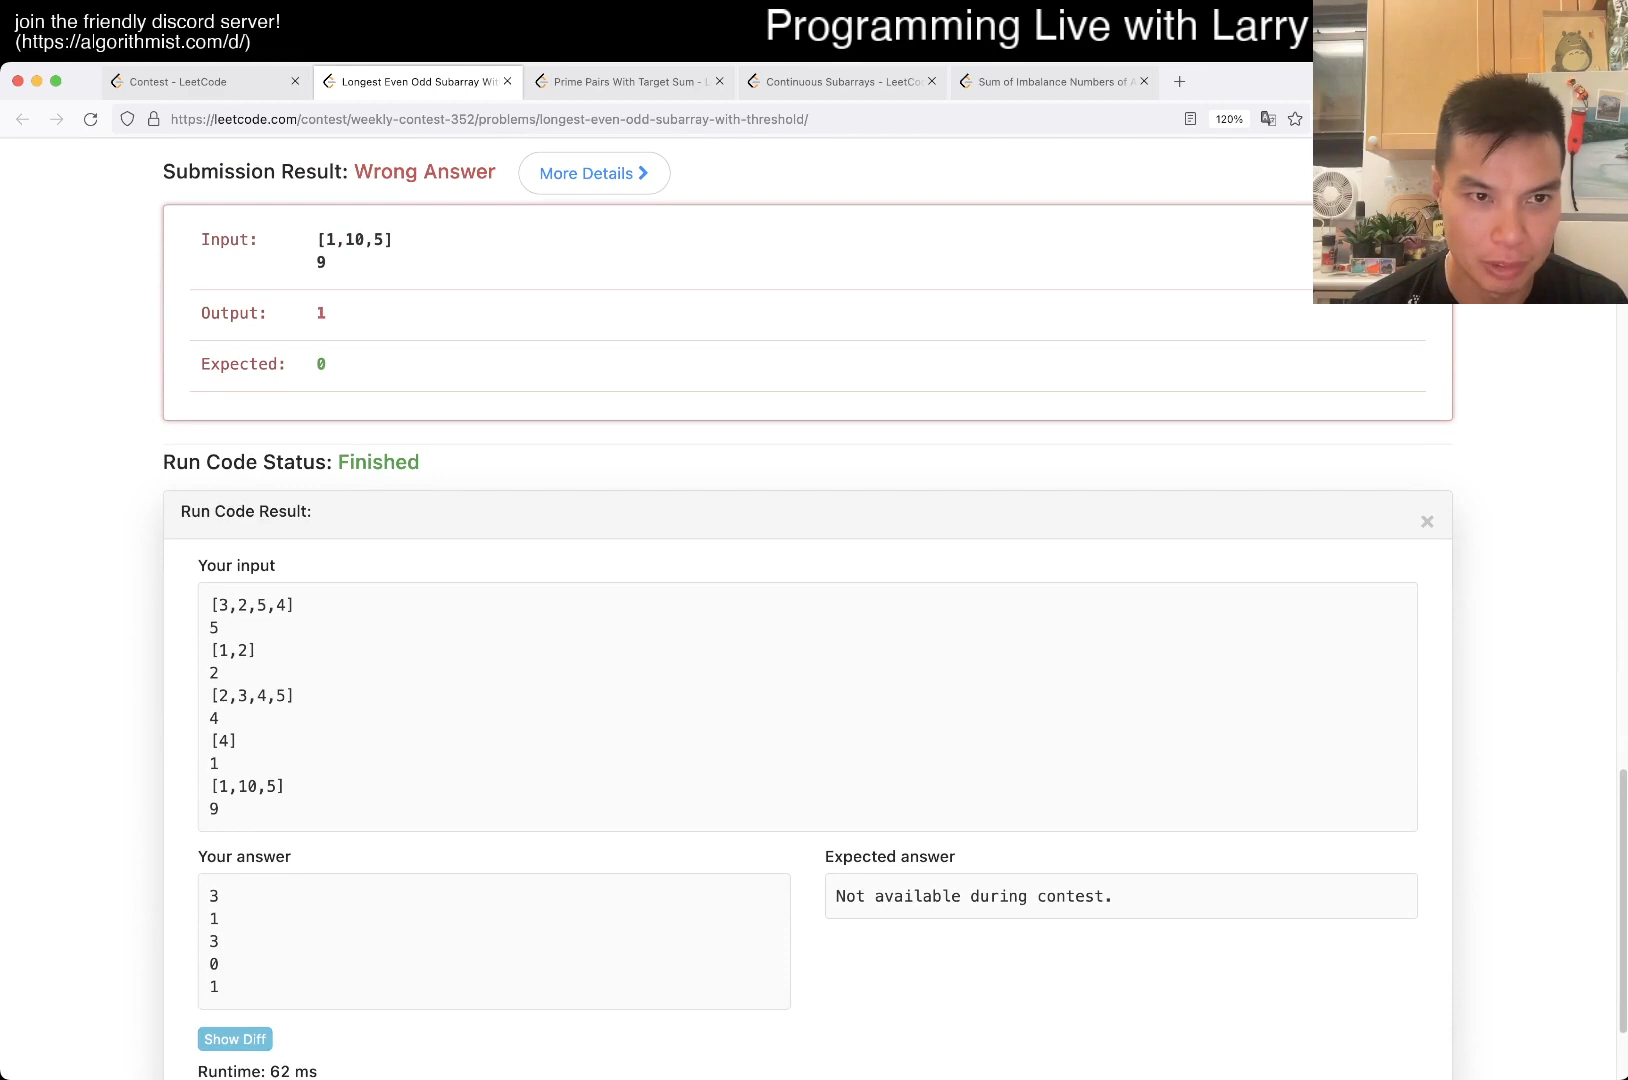 join the friendly discord server!
(https://algorithmist.com/d/)
Programming Live with Larry
Contest - LeetCode
Longest Even Odd Subarray Wit
Prime Pairs With Target Sum - L
Continuous Subarrays - LeetCo
Sum of Imbalance Numbers of A
https://leetcode.com/contest/weekly-contest-352/problems/longest-even-odd-subarray-with-threshold/
120%
Submission Result: Wrong Answer
More Details
Input: [1,10,5]
9
Output: 1
Expected: 0
Run Code Status: Finished
Run Code Result:
Your input
[3,2,5,4]
5
[1,2]
2
[2,3,4,5]
4
[4]
1
[1,10,5]
9
Your answer
Expected answer
3
1
3
0
1
Not available during contest.
Show Diff
Runtime: 62 ms